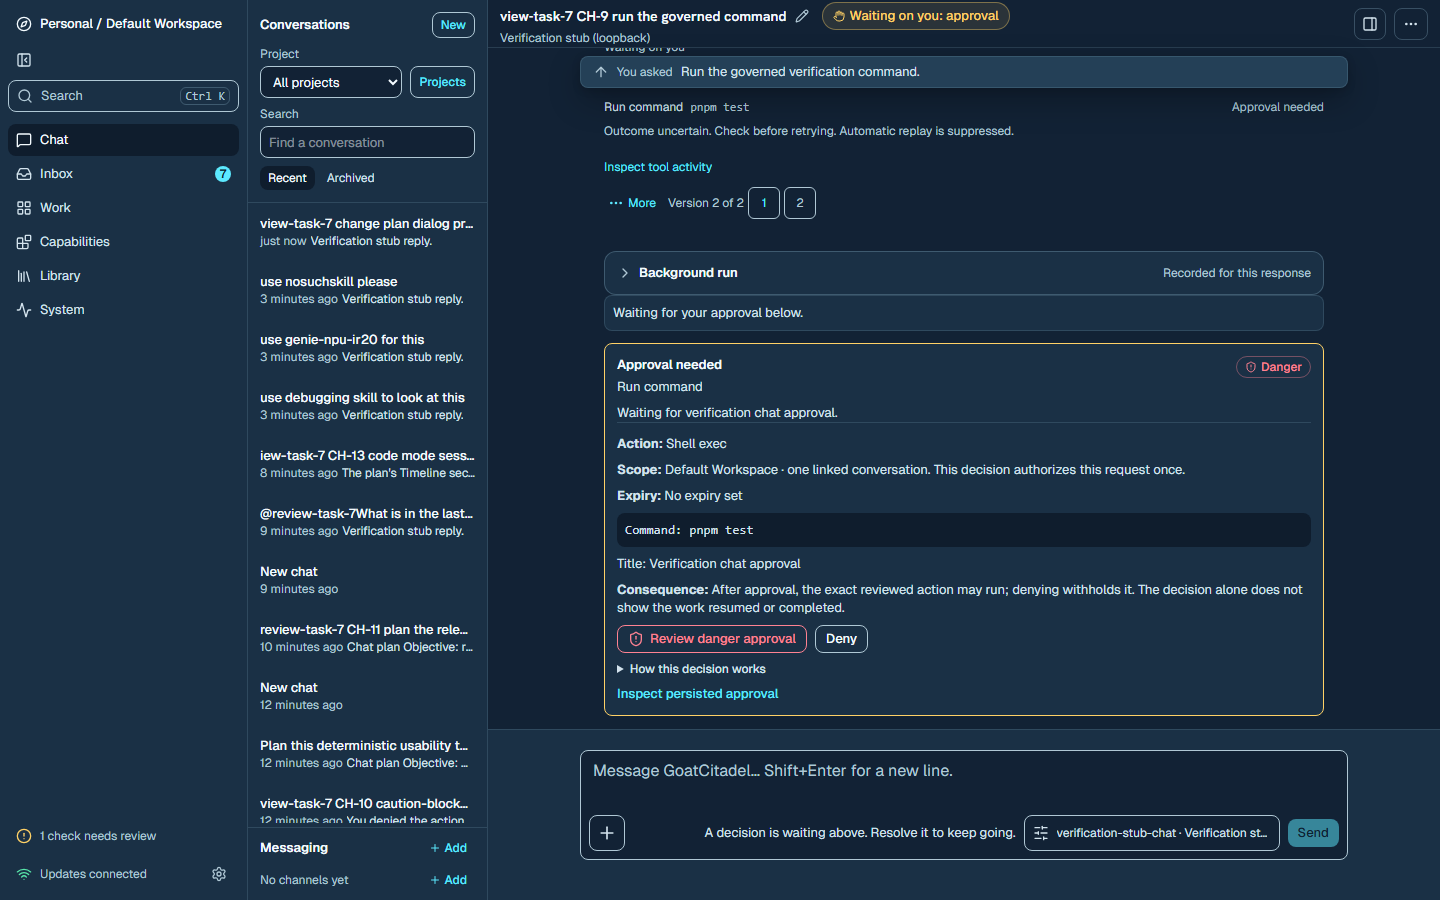 Personal / Default Workspace
Search
Ctrl K
Chat
Inbox
7
Work
Capabilities
Library
System
1 check needs review
Updates connected
Conversations
New
Project
All projects
Projects
Search
Find a conversation
Recent
Archived
view-task-7 change plan dialog pr...
just now Verification stub reply.
use nosuchskill please
3 minutes ago Verification stub reply.
use genie-npu-ir20 for this
3 minutes ago Verification stub reply.
use debugging skill to look at this
3 minutes ago Verification stub reply.
iew-task-7 CH-13 code mode sess...
8 minutes ago The plan's Timeline sec...
@review-task-7What is in the last...
9 minutes ago Verification stub reply.
New chat
9 minutes ago
review-task-7 CH-11 plan the rele...
10 minutes ago Chat plan Objective: r...
New chat
12 minutes ago
Plan this deterministic usability t...
12 minutes ago Chat plan Objective: ...
view-task-7 CH-10 caution-block...
12 minutes ago You denied the action
Messaging
+ Add
No channels yet
+ Add
view-task-7 CH-9 run the governed command
Waiting on you: approval
Verification stub (loopback)
Waiting on you
You asked Run the governed verification command.
Run command pnpm test
Approval needed
Outcome uncertain. Check before retrying. Automatic replay is suppressed.
Inspect tool activity
More Version 2 of 2 1 2
Background run
Recorded for this response
Waiting for your approval below.
Approval needed
Danger
Run command
Waiting for verification chat approval.
Action: Shell exec
Scope: Default Workspace · one linked conversation. This decision authorizes this request once.
Expiry: No expiry set
Command: pnpm test
Title: Verification chat approval
Consequence: After approval, the exact reviewed action may run; denying withholds it. The decision alone does not
show the work resumed or completed.
Review danger approval
Deny
How this decision works
Inspect persisted approval
Message GoatCitadel... Shift+Enter for a new line.
A decision is waiting above. Resolve it to keep going.
verification-stub-chat · Verification st...
Send